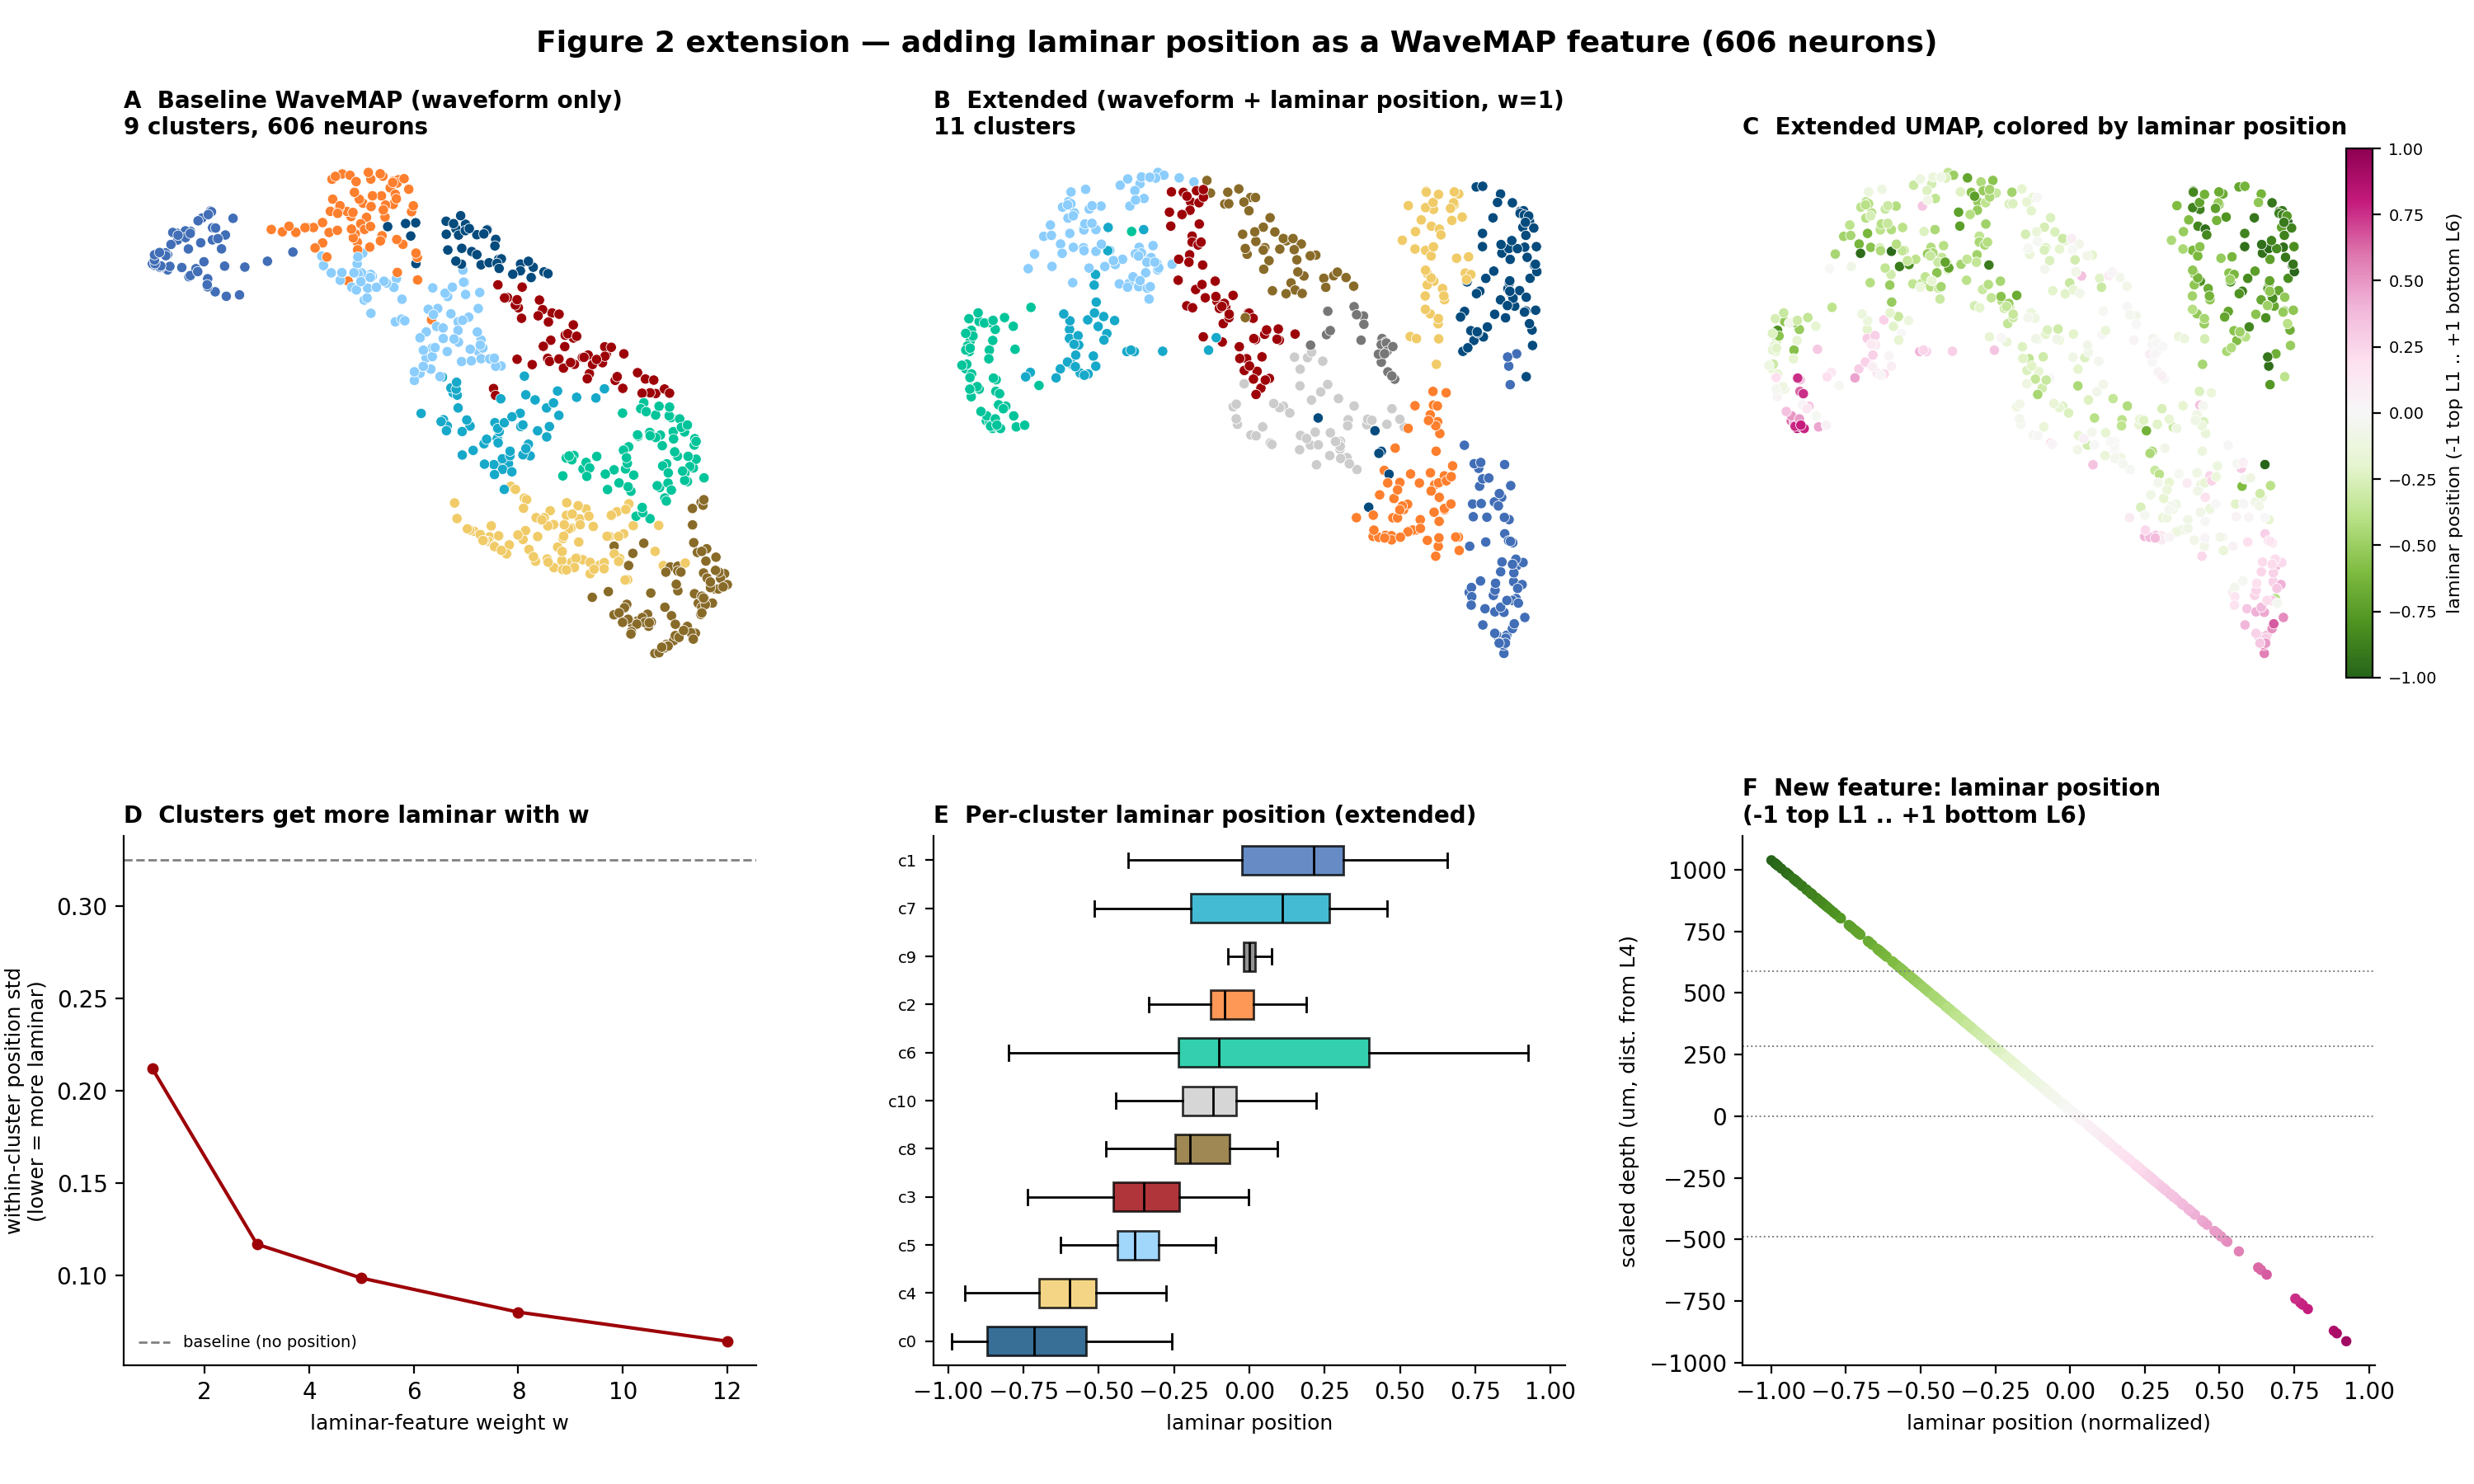 Figure 2 extension — adding laminar position as a WaveMAP feature (606 neurons)
A  Baseline WaveMAP (waveform only)
9 clusters, 606 neurons
B  Extended (waveform + laminar position, w=1)
11 clusters
C  Extended UMAP, colored by laminar position
1.00
0.75
0.50
0.25
0.00
−0.25
−0.50
−0.75
−1.00
laminar position (-1 top L1 .. +1 bottom L6)
D  Clusters get more laminar with w
0.30
0.25
0.20
0.15
0.10
within-cluster position std
(lower = more laminar)
baseline (no position)
2 4 6 8 10 12
laminar-feature weight w
E  Per-cluster laminar position (extended)
c1
c7
c9
c2
c6
c10
c8
c3
c5
c4
c0
−1.00 −0.75 −0.50 −0.25 0.00 0.25 0.50 0.75 1.00
laminar position
F  New feature: laminar position
(-1 top L1 .. +1 bottom L6)
1000
750
500
250
0
−250
−500
−750
−1000
scaled depth (um, dist. from L4)
−1.00 −0.75 −0.50 −0.25 0.00 0.25 0.50 0.75 1.00
laminar position (normalized)